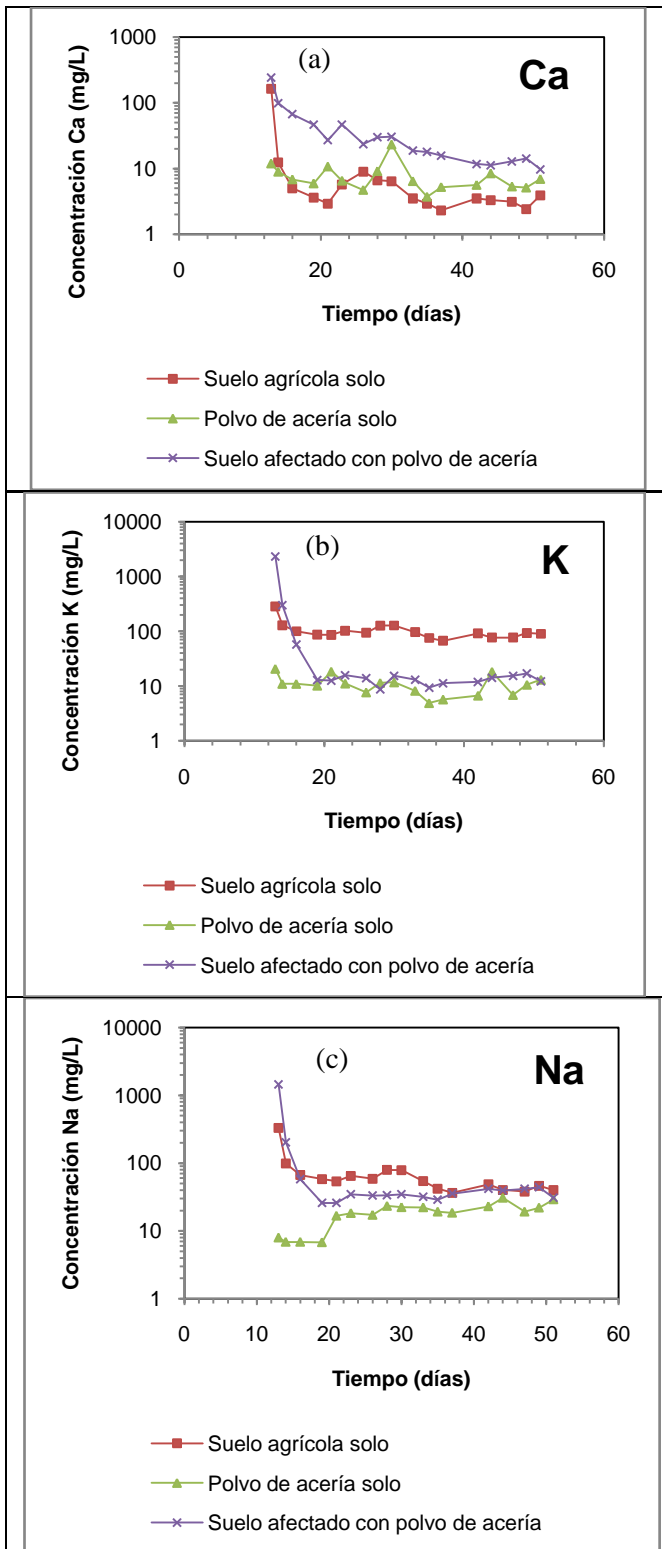 (a)
Ca
Concentración Ca (mg/L)
1000
100
10
1
0
20
40
60
Tiempo (días)
Suelo agrícola solo
Polvo de acería solo
Suelo afectado con polvo de acería
(b)
K
Concentración K (mg/L)
10000
1000
100
10
1
0
20
40
60
Tiempo (días)
Suelo agrícola solo
Polvo de acería solo
Suelo afectado con polvo de acería
(c)
Na
Concentración Na (mg/L)
10000
1000
100
10
1
0
10
20
30
40
50
60
Tiempo (días)
Suelo agrícola solo
Polvo de acería solo
Suelo afectado con polvo de acería